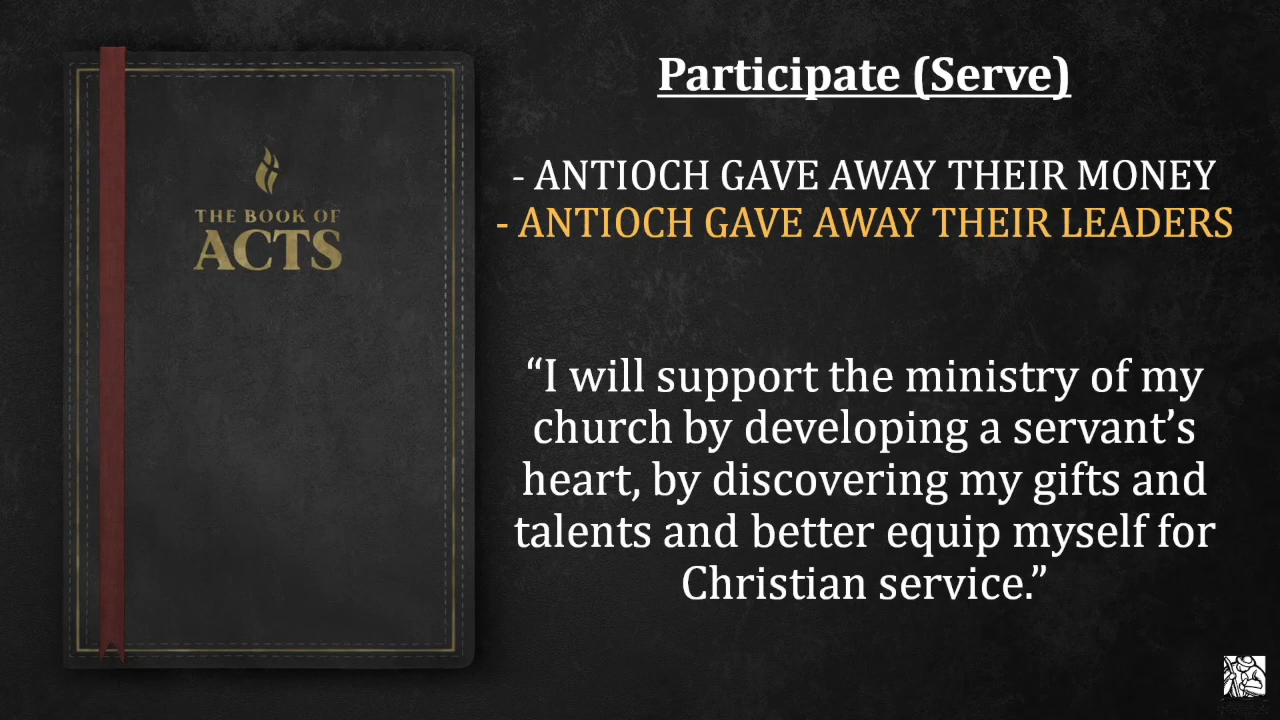 THE BOOK OF
ACTS
Participate (Serve)
- ANTIOCH GAVE AWAY THEIR MONEY
- ANTIOCH GAVE AWAY THEIR LEADERS
“I will support the ministry of my
church by developing a servant’s
heart, by discovering my gifts and
talents and better equip myself for
Christian service.”